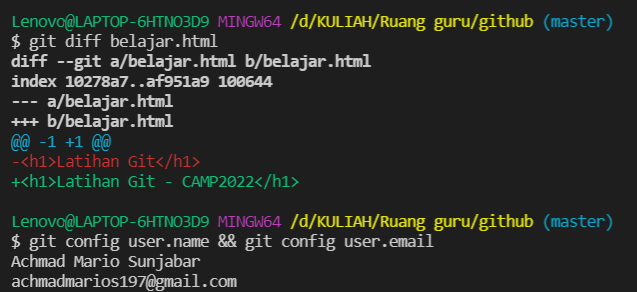 Lenovo@LAPTOP-6HTNO3D9 MINGW64 /d/KULIAH/Ruang guru/github (master)
$ git diff belajar.html
diff --git a/belajar.html b/belajar.html
index 10278a7..af951a9 100644
--- a/belajar.html
+++ b/belajar.html
@@ -1 +1 @@
-<h1>Latihan Git</h1>
+<h1>Latihan Git - CAMP2022</h1>
Lenovo@LAPTOP-6HTNO3D9 MINGW64 /d/KULIAH/Ruang guru/github (master)
$ git config user.name && git config user.email
Achmad Mario Sunjabar
achmadmarios197@gmail.com